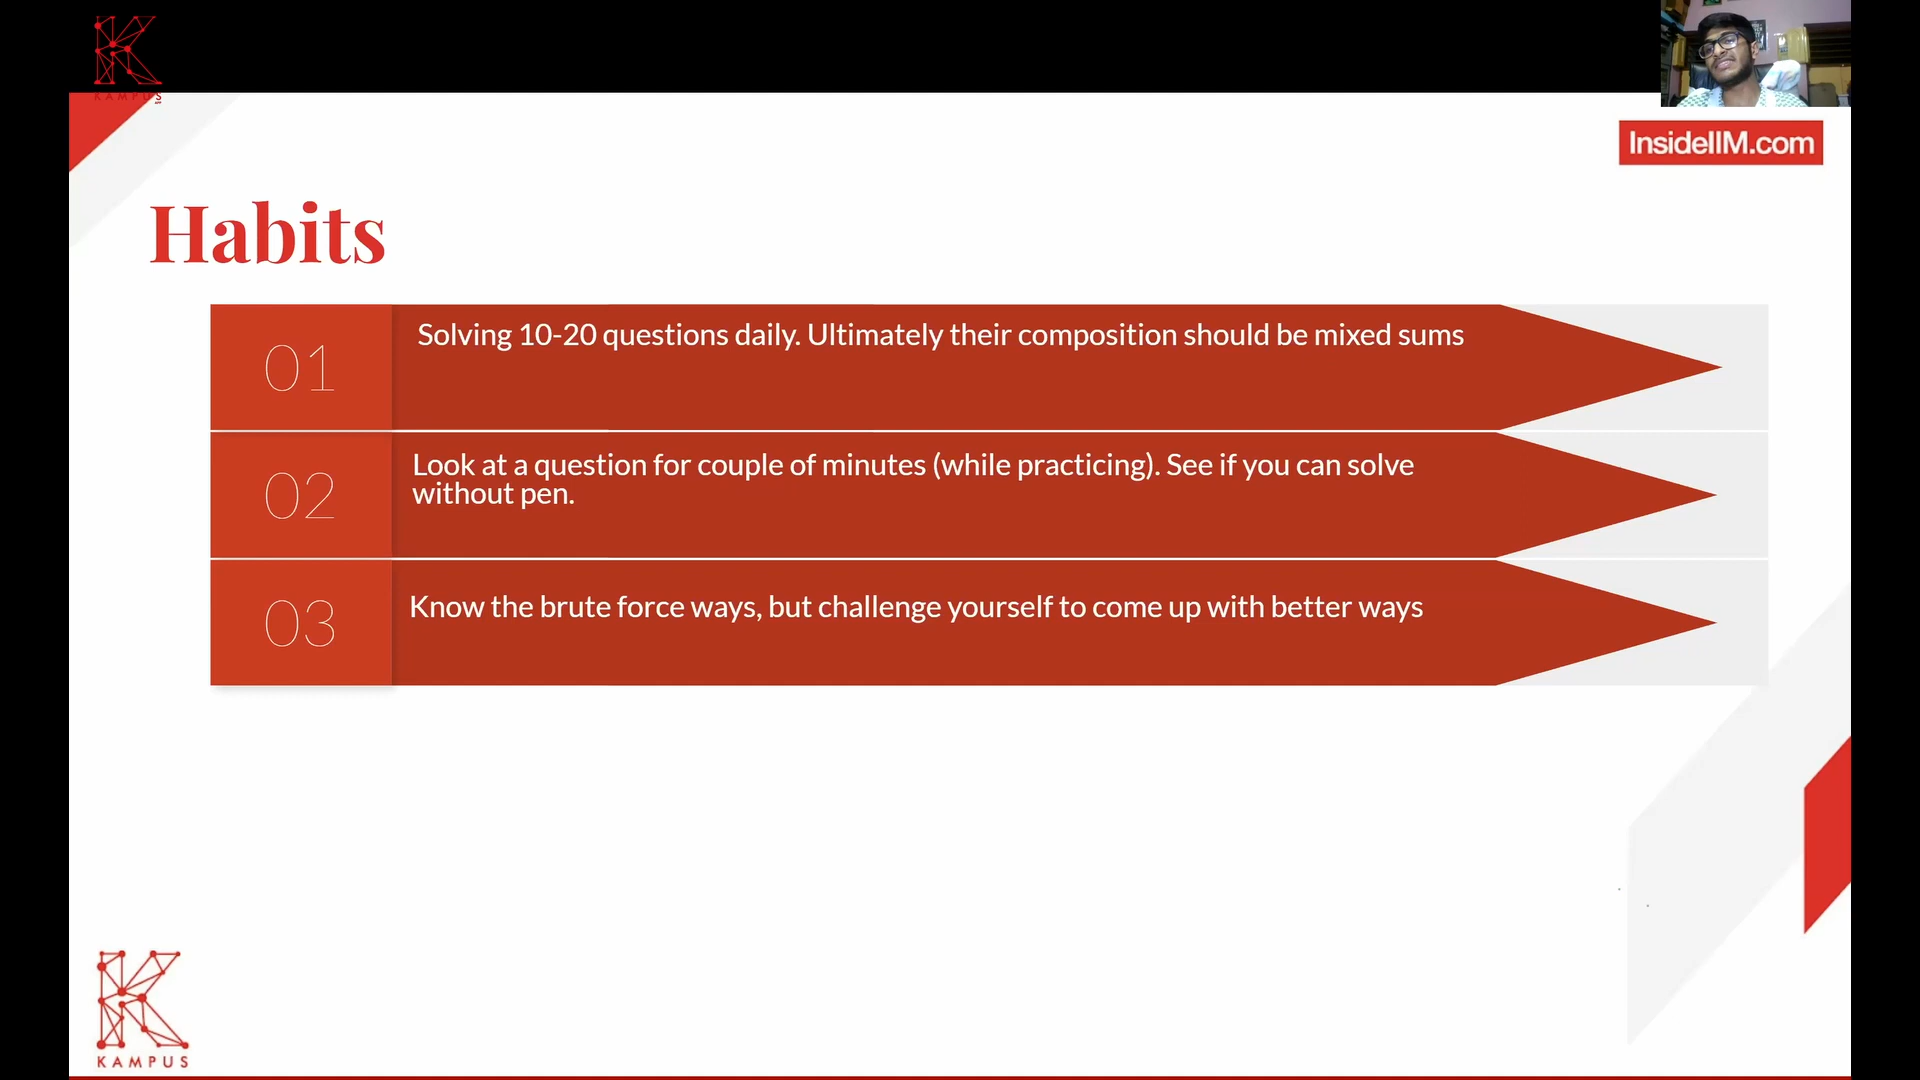 KAMPUS
InsideIIM.com
Habits
01
Solving 10-20 questions daily. Ultimately their composition should be mixed sums
02
Look at a question for couple of minutes (while practicing). See if you can solve
without pen.
03
Know the brute force ways, but challenge yourself to come up with better ways
KAMPUS